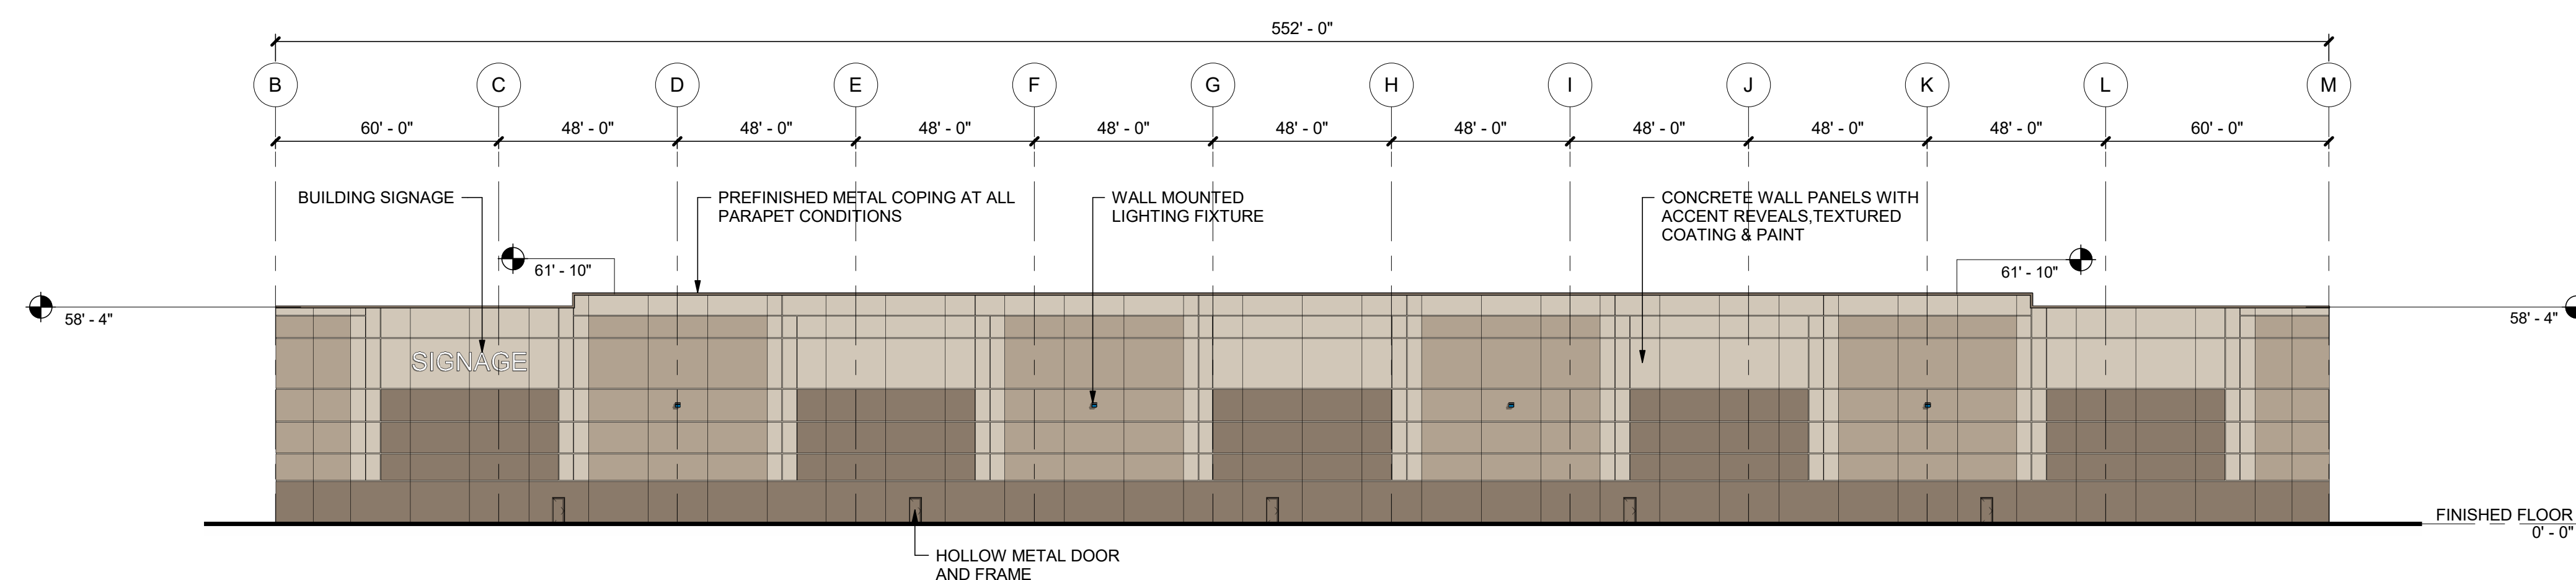 552' - 0"
B C D E F G H I J K L M
60' - 0" 48' - 0" 48' - 0" 48' - 0" 48' - 0" 48' - 0" 48' - 0" 48' - 0" 48' - 0" 48' - 0" 60' - 0"
BUILDING SIGNAGE
PREFINISHED METAL COPING AT ALL
PARAPET CONDITIONS
WALL MOUNTED
LIGHTING FIXTURE
CONCRETE WALL PANELS WITH
ACCENT REVEALS,TEXTURED
COATING & PAINT
61' - 10"
61' - 10"
58' - 4"
58' - 4"
SIGNAGE
FINISHED FLOOR
0' - 0"
HOLLOW METAL DOOR
AND FRAME